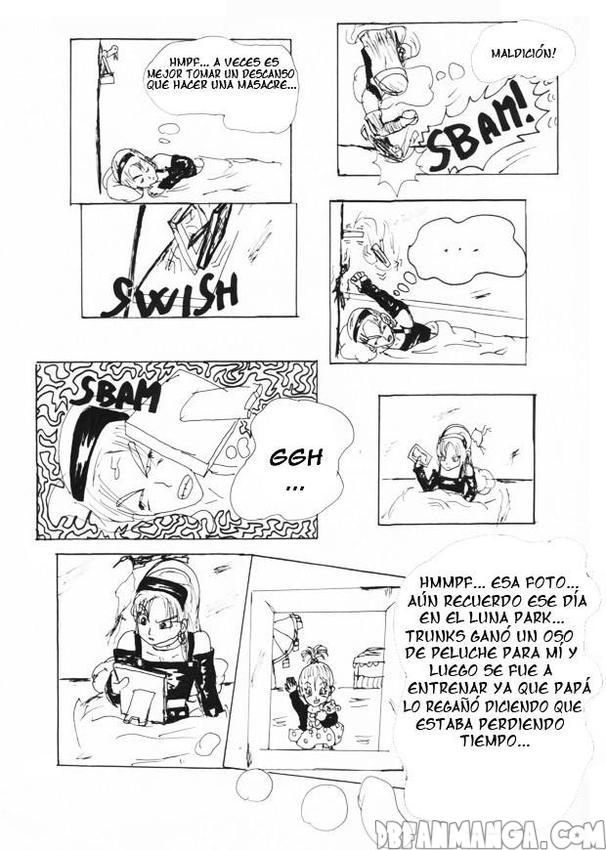 HMPF... A VECES ES
MEJOR TOMAR UN DESCANSO
QUE HACER UNA MASACRE...
MALDICIÓN!
SBAM!
SWISH
...
SBAM
GGH
...
HMMPF... ESA FOTO...
AÚN RECUERDO ESE DÍA
EN EL LUNA PARK...
TRUNKS GANÓ UN OSO
DE PELUCHE PARA MÍ Y
LUEGO SE FUE A
ENTRENAR YA QUE PAPÁ
LO REGAÑÓ DICIENDO QUE
ESTABA PERDIENDO
TIEMPO...
DBFANMANGA.COM